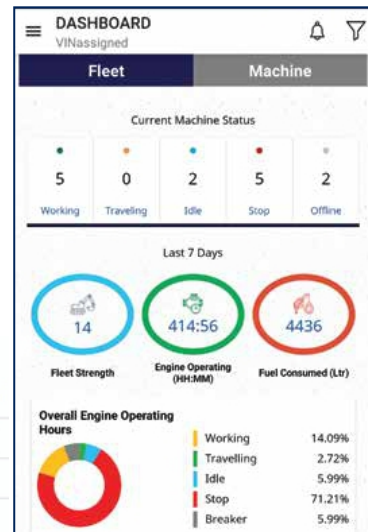 DASHBOARD
VINassigned
Fleet Machine
Current Machine Status
5 0 2 5 2
Working Traveling Idle Stop Offline
Last 7 Days
14 414:56 4436
Fleet Strength Engine Operating (HH:MM) Fuel Consumed (Ltr)
Overall Engine Operating Hours
Working 14.09%
Travelling 2.72%
Idle 5.99%
Stop 71.21%
Breaker 5.99%